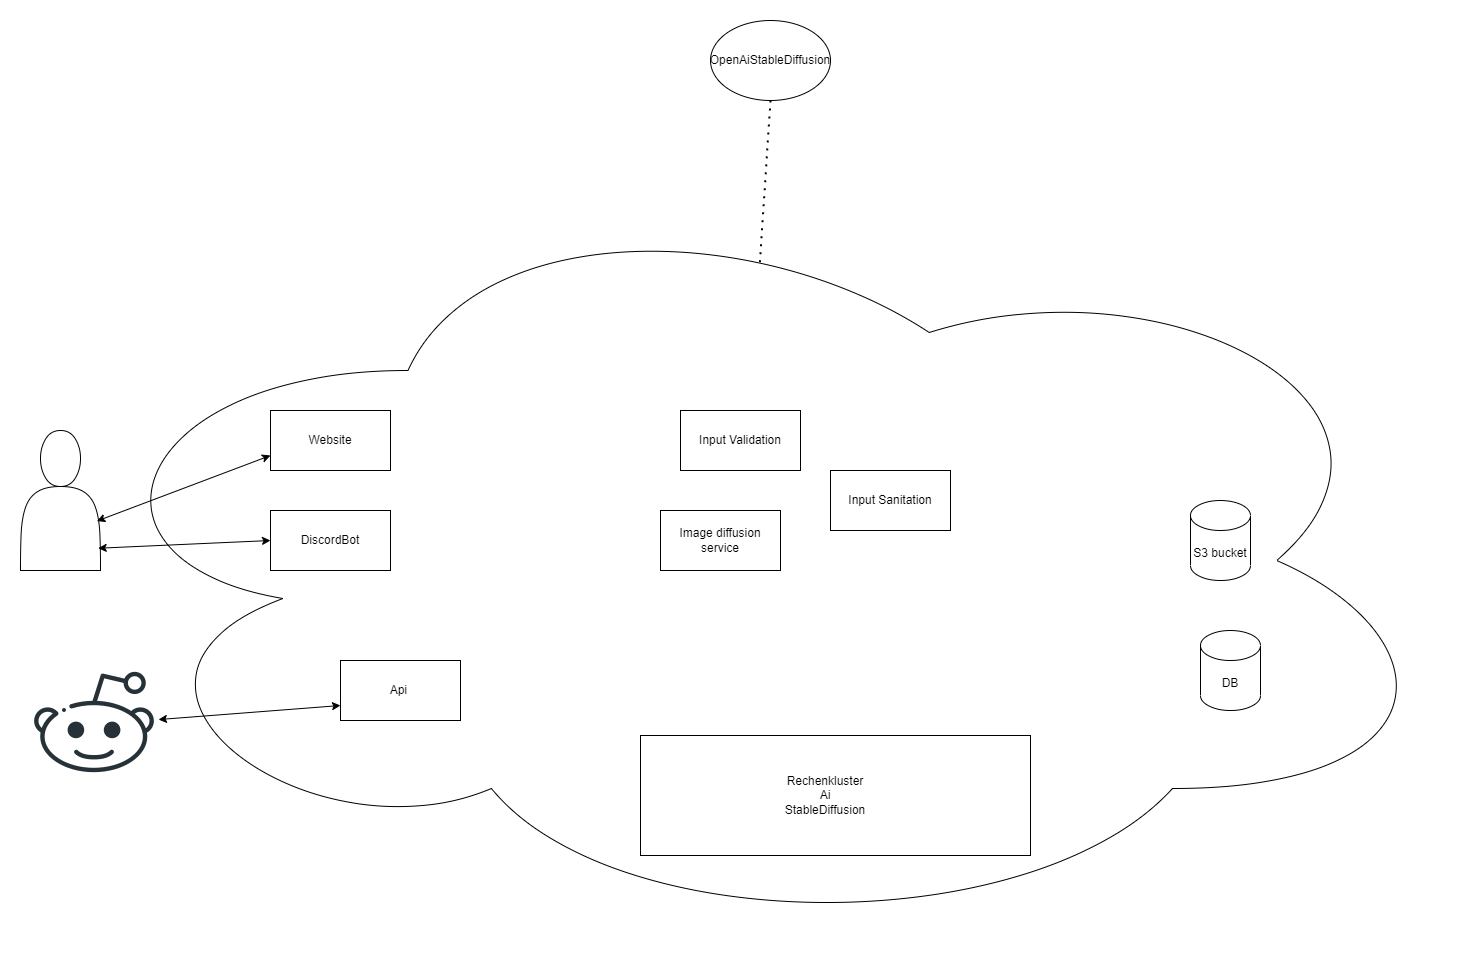 OpenAiStableDiffusion
Website
Input Validation
Input Sanitation
DiscordBot
Image diffusion
service
S3 bucket
Api
DB
Rechenkluster
Ai
StableDiffusion